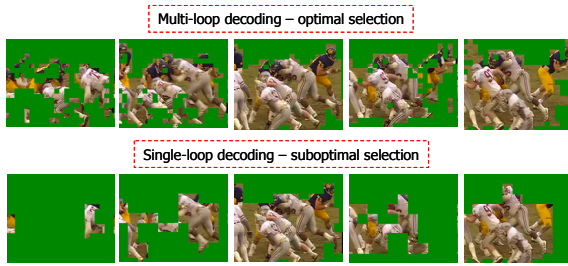 Multi-loop decoding – optimal selection
Single-loop decoding – suboptimal selection